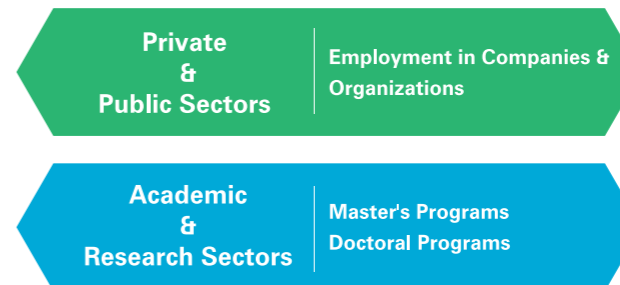 Private
&
Public Sectors
Employment in Companies &
Organizations
Academic
&
Research Sectors
Master's Programs
Doctoral Programs